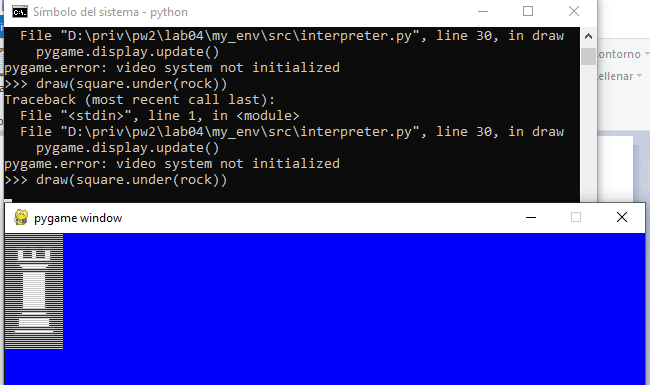 Símbolo del sistema - python
File "D:\priv\pw2\lab04\my_env\src\interpreter.py", line 30, in draw
pygame.display.update()
pygame.error: video system not initialized
>>> draw(square.under(rock))
Traceback (most recent call last):
File "<stdin>", line 1, in <module>
File "D:\priv\pw2\lab04\my_env\src\interpreter.py", line 30, in draw
pygame.display.update()
pygame.error: video system not initialized
>>> draw(square.under(rock))
ontorno
ellenar
pygame window